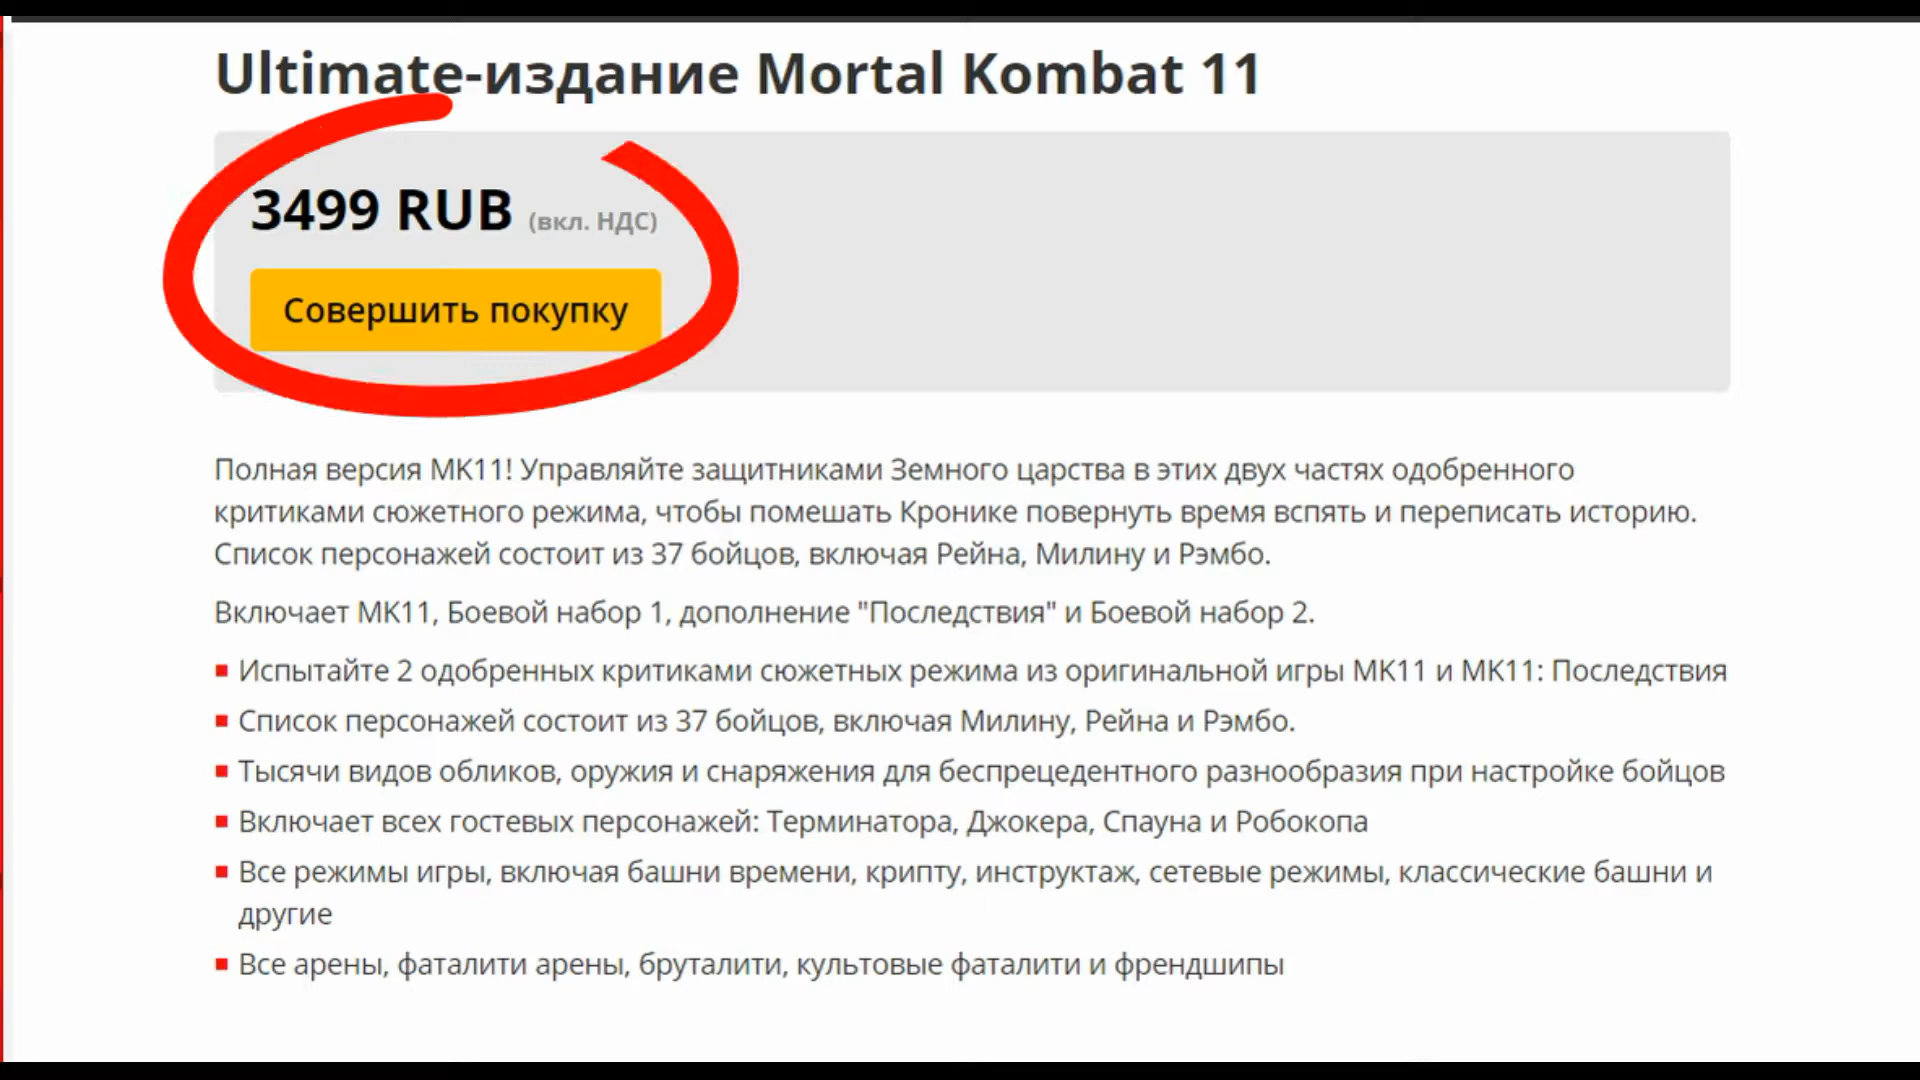 Ultimate-издание Mortal Kombat 11
3499 RUB (вкл. НДС)
Совершить покупку
Полная версия MK11! Управляйте защитниками Земного царства в этих двух частях одобренного
критиками сюжетного режима, чтобы помешать Кронике повернуть время вспять и переписать историю.
Список персонажей состоит из 37 бойцов, включая Рейна, Милину и Рэмбо.
Включает MK11, Боевой набор 1, дополнение "Последствия" и Боевой набор 2.
Испытайте 2 одобренных критиками сюжетных режима из оригинальной игры MK11 и MK11: Последствия
Список персонажей состоит из 37 бойцов, включая Милину, Рейна и Рэмбо.
Тысячи видов обликов, оружия и снаряжения для беспрецедентного разнообразия при настройке бойцов
Включает всех гостевых персонажей: Терминатора, Джокера, Спауна и Робокопа
Все режимы игры, включая башни времени, крипту, инструктаж, сетевые режимы, классические башни и
другие
Все арены, фаталити арены, бруталити, культовые фаталити и френдшипы